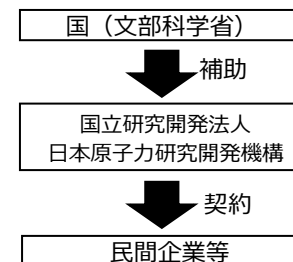 国（文部科学省）
補助
国立研究開発法人
日本原子力研究開発機構
契約
民間企業等